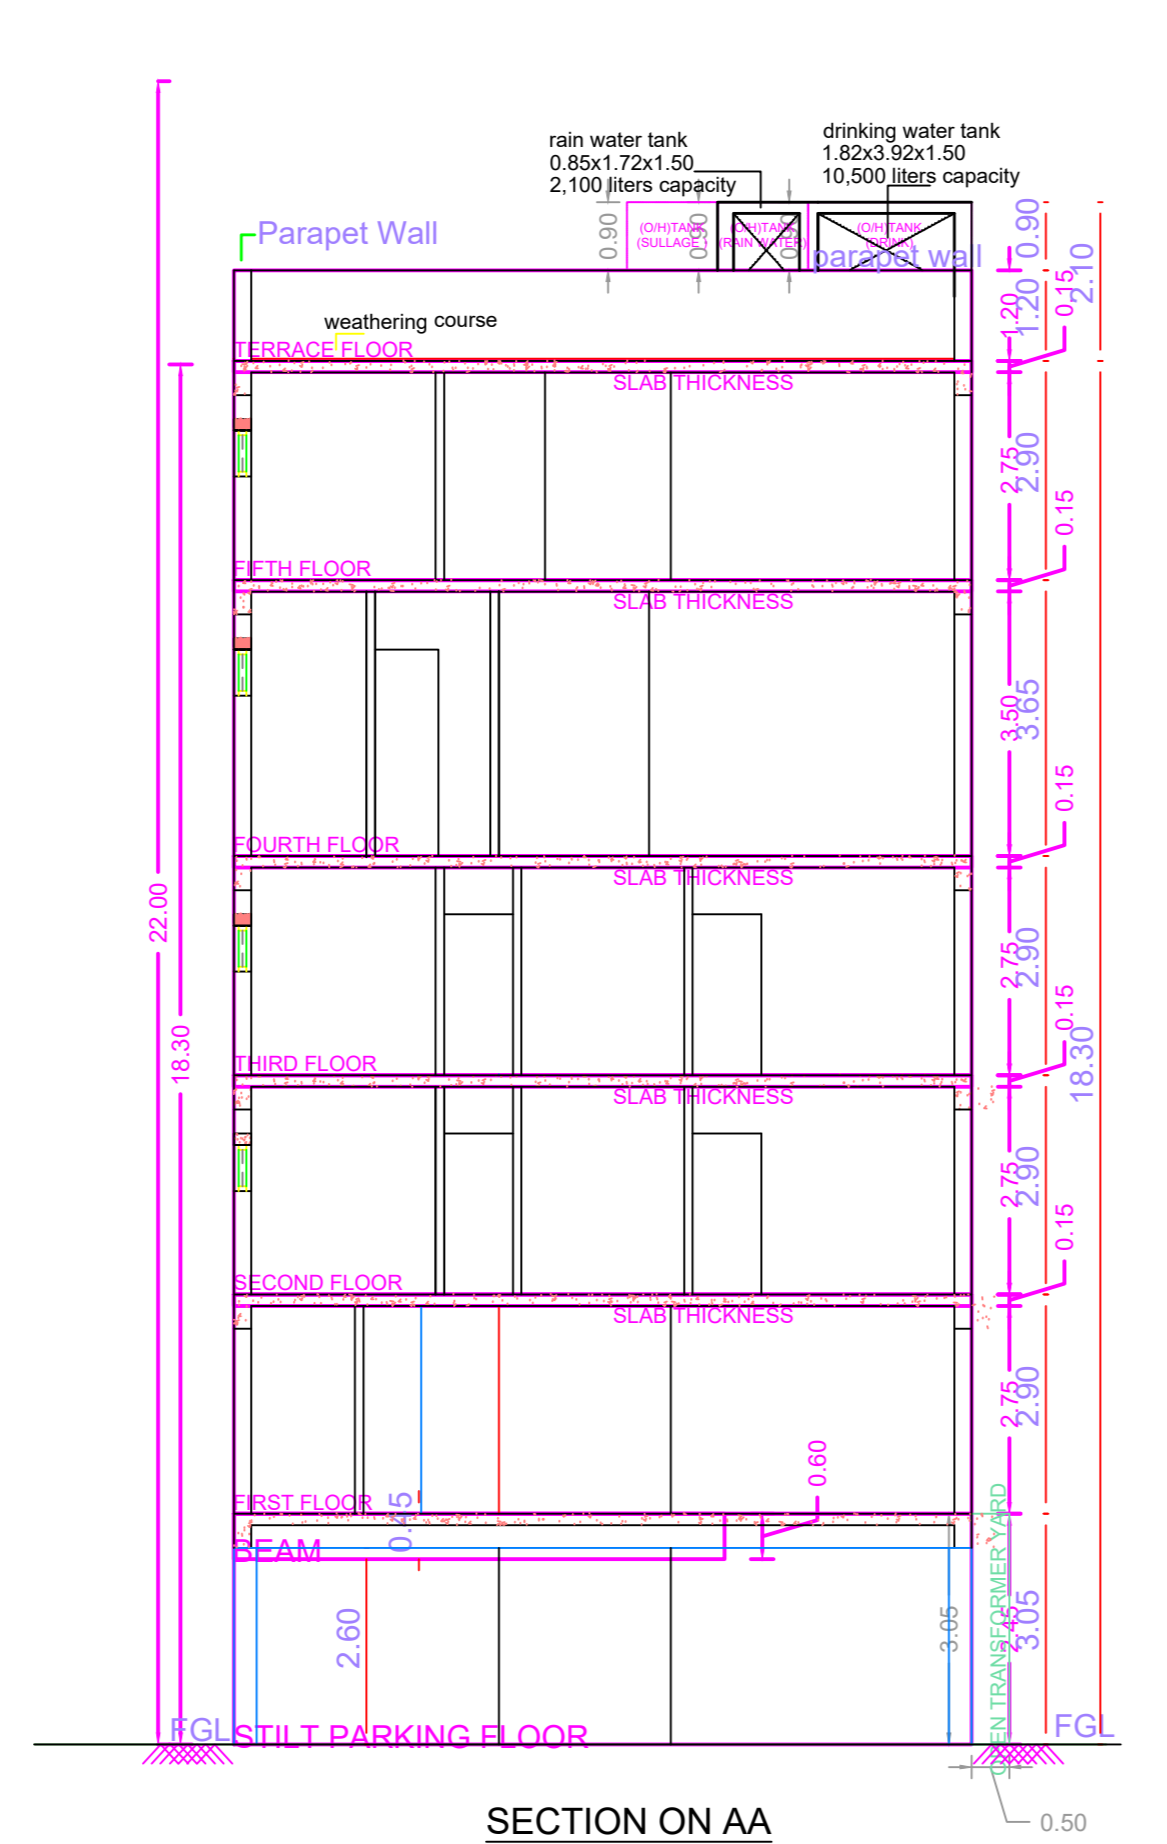 rain water tank
0.85x1.72x1.50
2,100 liters capacity
drinking water tank
1.82x3.92x1.50
10,500 liters capacity
Parapet Wall
0.90
(O/H)TANK
(SULLAGE )
0.90
(O/H)TANK
(RAIN WATER)
0.90
(O/H)TANK
(DRINK)
parapet wall
0.90
2.10
1.20
1.20
0.15
weathering course
TERRACE FLOOR
SLAB THICKNESS
2.75
2.90
0.15
FIFTH FLOOR
SLAB THICKNESS
3.50
3.65
0.15
FOURTH FLOOR
SLAB THICKNESS
22.00
18.30
2.75
2.90
0.15
18.30
THIRD FLOOR
SLAB THICKNESS
2.75
2.90
0.15
SECOND FLOOR
SLAB THICKNESS
2.75
2.90
0.60
FIRST FLOOR
0.45
BEAM
2.60
3.05
2.45
3.05
OPEN TRANSFORMER YARD
FGL
STILT PARKING FLOOR
FGL
0.50
SECTION ON AA